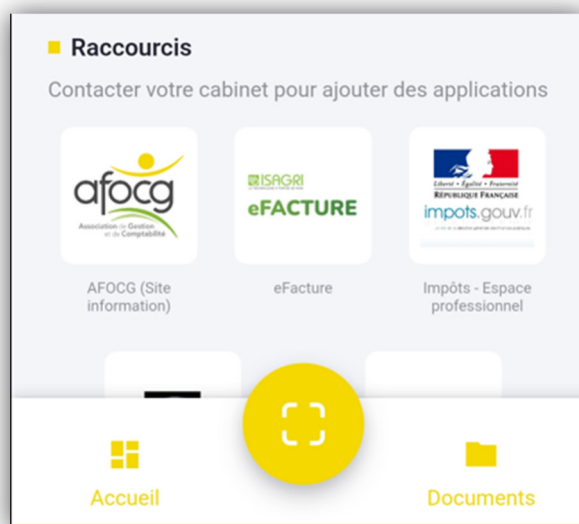 Raccourcis
Contacter votre cabinet pour ajouter des applications
afocg
Association de Gestion
et de Comptabilité
ISAGRI
eFACTURE
Liberté • Égalité • Fraternité
RÉPUBLIQUE FRANÇAISE
impots.gouv.fr
AFOCG (Site
information)
eFacture
Impôts - Espace
professionnel
Accueil
Documents